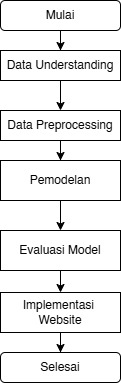 Mulai
Data Understanding
Data Preprocessing
Pemodelan
Evaluasi Model
Implementasi
Website
Selesai